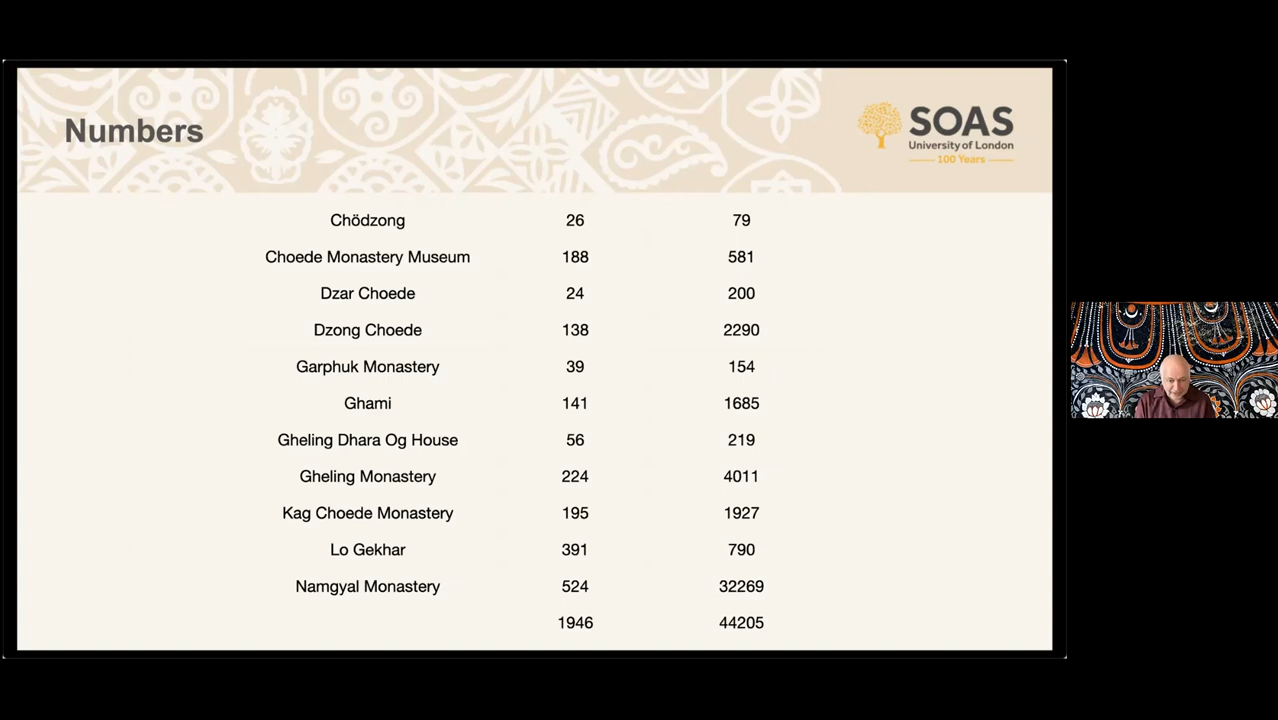 Numbers
SOAS
University of London
100 Years
Chödzong 26 79
Choede Monastery Museum 188 581
Dzar Choede 24 200
Dzong Choede 138 2290
Garphuk Monastery 39 154
Ghami 141 1685
Gheling Dhara Og House 56 219
Gheling Monastery 224 4011
Kag Choede Monastery 195 1927
Lo Gekhar 391 790
Namgyal Monastery 524 32269
1946 44205